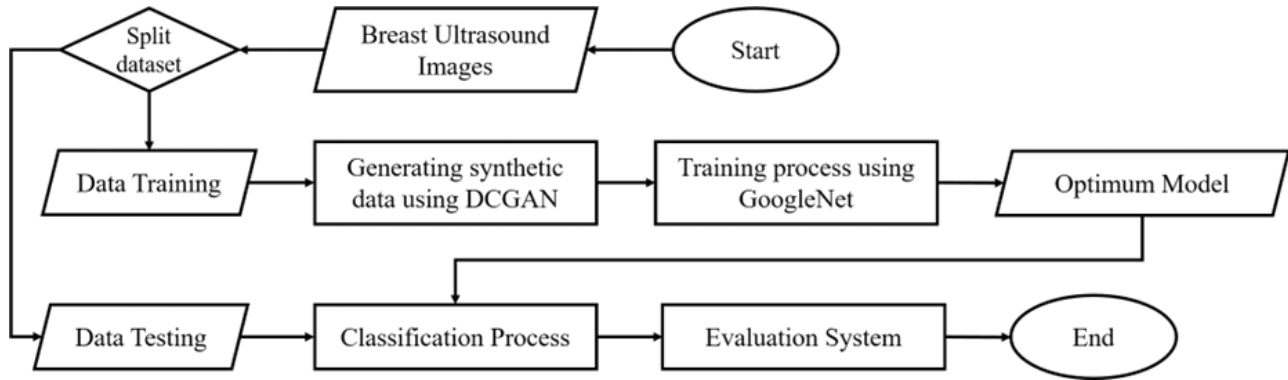 Split
dataset
Breast Ultrasound
Images
Start
Data Training
Generating synthetic
data using DCGAN
Training process using
GoogleNet
Optimum Model
Data Testing
Classification Process
Evaluation System
End